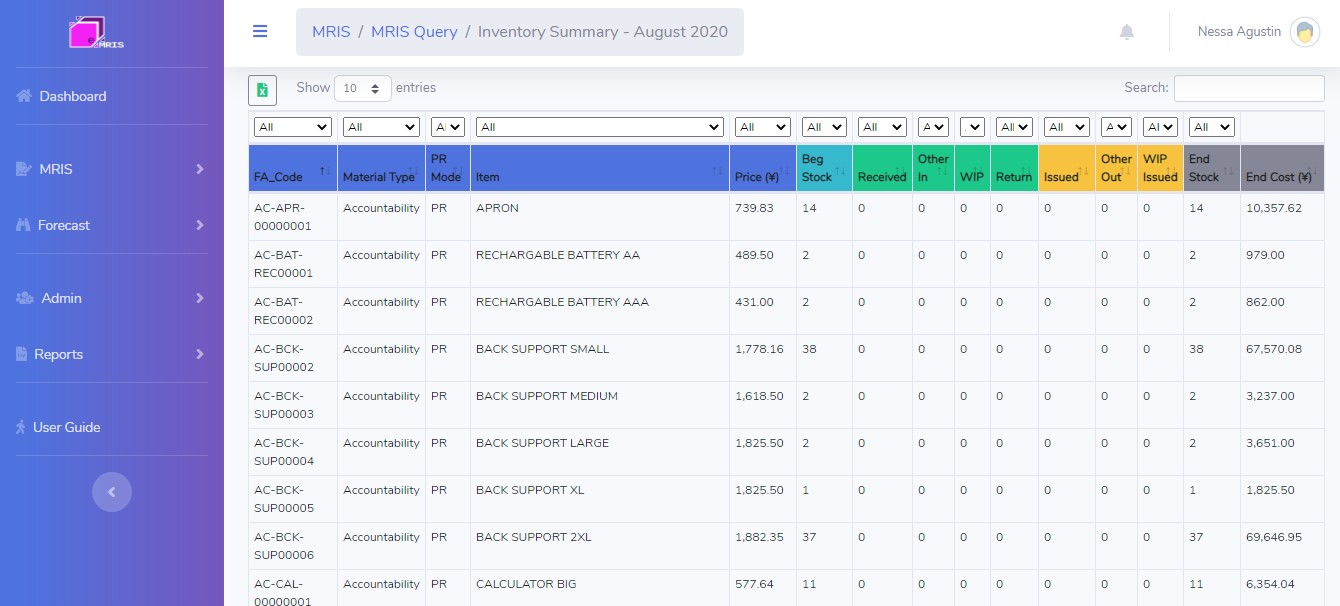 MRIS
Dashboard
MRIS
Forecast
Admin
Reports
User Guide
MRIS / MRIS Query / Inventory Summary - August 2020
Nessa Agustin
Show 10 entries
Search:
All All All All All All All All
FA_Code Material Type PR Mode Item Price (¥) Beg Stock Received Other In WIP Return Issued Other Out WIP Issued End Stock End Cost (¥)
AC-APR- Accountability PR APRON 739.83 14 0 0 0 0 0 0 0 14 10,357.62
00000001
AC-BAT- Accountability PR RECHARGABLE BATTERY AA 489.50 2 0 0 0 0 0 0 0 2 979.00
REC00001
AC-BAT- Accountability PR RECHARGABLE BATTERY AAA 431.00 2 0 0 0 0 0 0 0 2 862.00
REC00002
AC-BCK- Accountability PR BACK SUPPORT SMALL 1,778.16 38 0 0 0 0 0 0 0 38 67,570.08
SUP00002
AC-BCK- Accountability PR BACK SUPPORT MEDIUM 1,618.50 2 0 0 0 0 0 0 0 2 3,237.00
SUP00003
AC-BCK- Accountability PR BACK SUPPORT LARGE 1,825.50 2 0 0 0 0 0 0 0 2 3,651.00
SUP00004
AC-BCK- Accountability PR BACK SUPPORT XL 1,825.50 1 0 0 0 0 0 0 0 1 1,825.50
SUP00005
AC-BCK- Accountability PR BACK SUPPORT 2XL 1,882.35 37 0 0 0 0 0 0 0 37 69,646.95
SUP00006
AC-CAL- Accountability PR CALCULATOR BIG 577.64 11 0 0 0 0 0 0 0 11 6,354.04
00000001